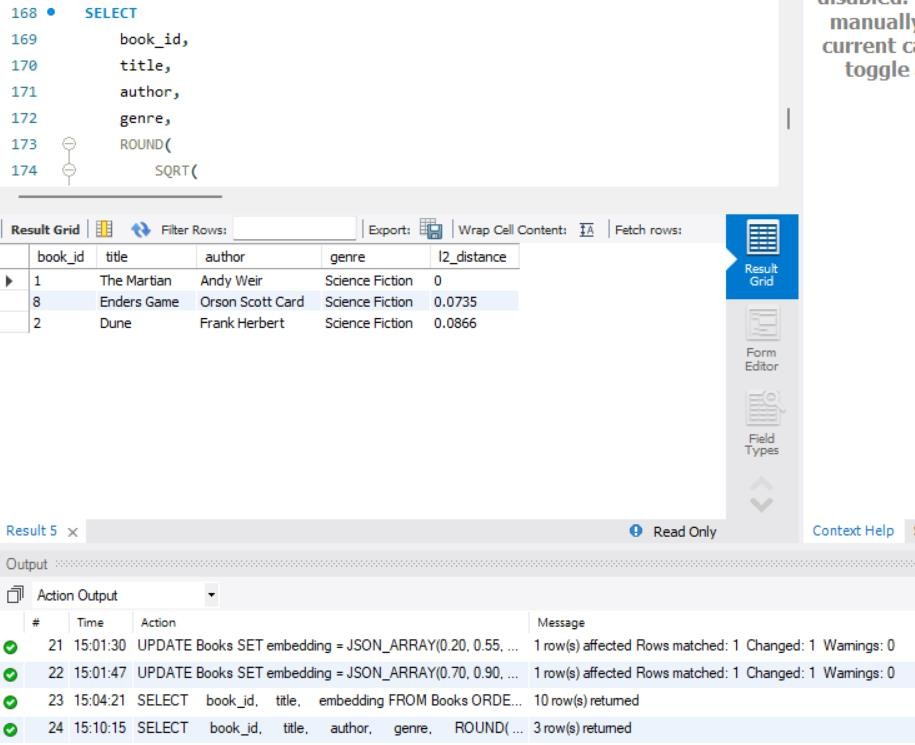 168 SELECT
169 book_id,
170 title,
171 author,
172 genre,
173 ROUND(
174 SQRT(
manually
current ca
toggle
Result Grid Filter Rows: Export: Wrap Cell Content: Fetch rows:
book_id title author genre l2_distance
1 The Martian Andy Weir Science Fiction 0
8 Enders Game Orson Scott Card Science Fiction 0.0735
2 Dune Frank Herbert Science Fiction 0.0866
Result
Grid
Form
Editor
Field
Types
Result 5 Read Only Context Help
Output
Action Output
# Time Action Message
21 15:01:30 UPDATE Books SET embedding = JSON_ARRAY(0.20, 0.55, ... 1 row(s) affected Rows matched: 1 Changed: 1 Warnings: 0
22 15:01:47 UPDATE Books SET embedding = JSON_ARRAY(0.70, 0.90, ... 1 row(s) affected Rows matched: 1 Changed: 1 Warnings: 0
23 15:04:21 SELECT book_id, title, embedding FROM Books ORDE... 10 row(s) returned
24 15:10:15 SELECT book_id, title, author, genre, ROUND( ... 3 row(s) returned